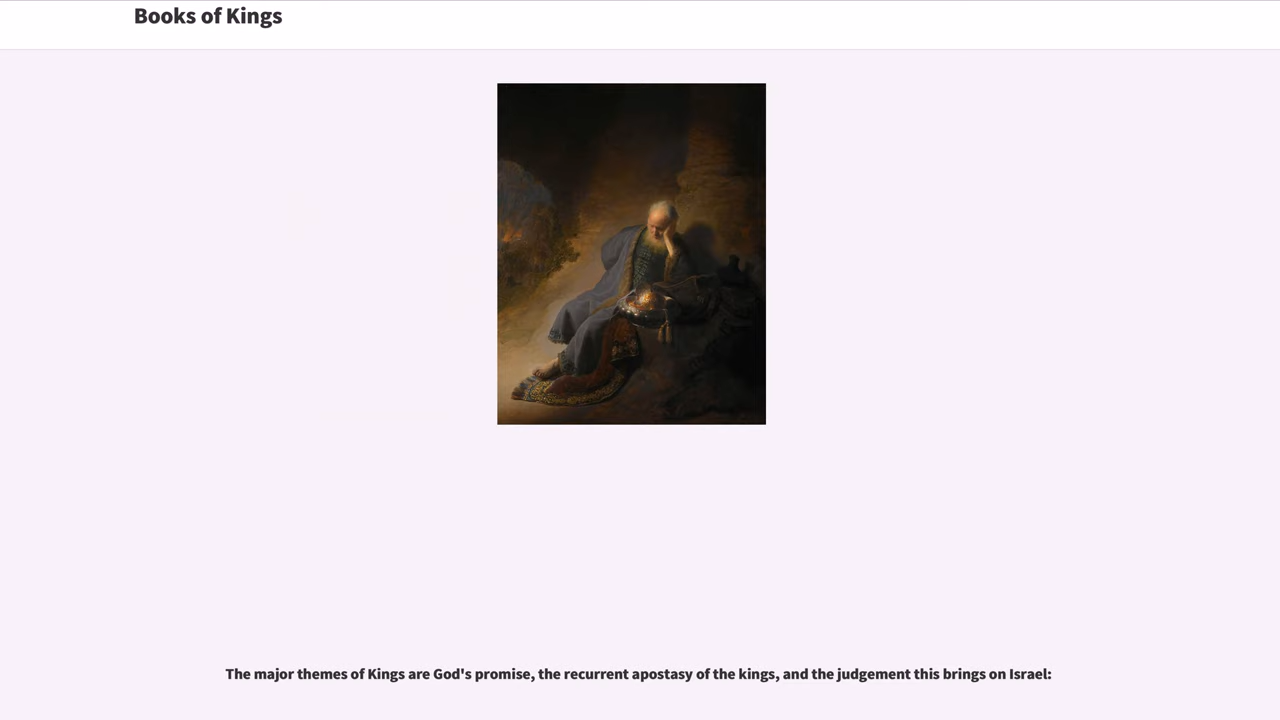 Books of Kings
The major themes of Kings are God's promise, the recurrent apostasy of the kings, and the judgement this brings on Israel: